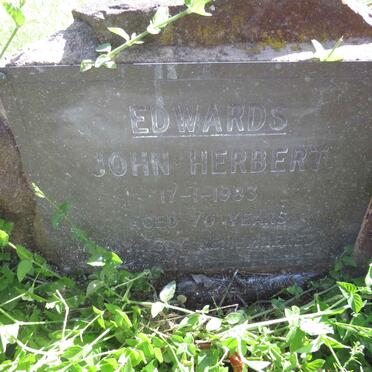 EDWARDS
JOHN HERBERT
17-1-1983
AGED 70 YEARS